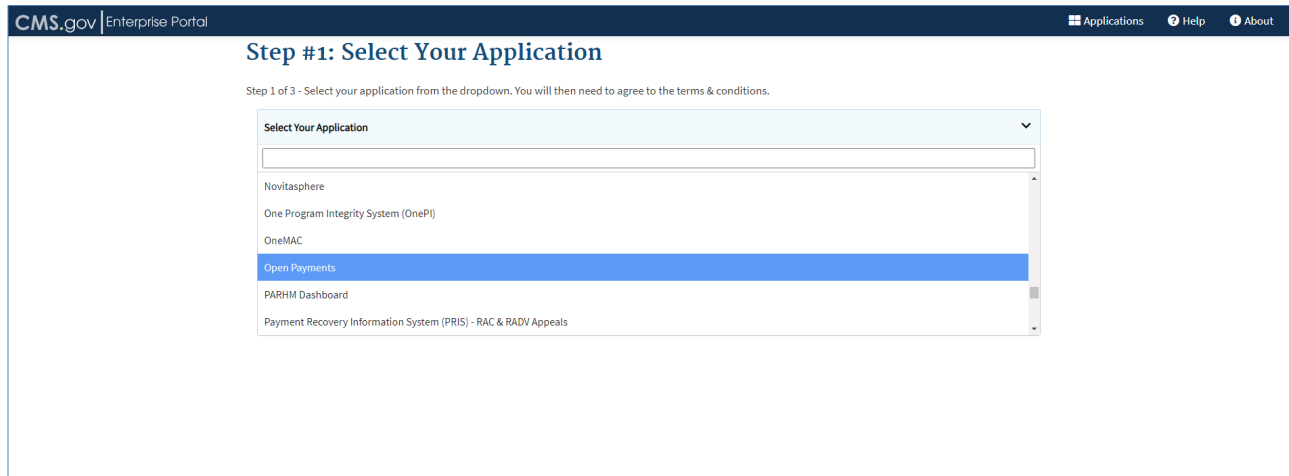 CMS.gov Enterprise Portal
Applications Help About
Step #1: Select Your Application
Step 1 of 3 - Select your application from the dropdown. You will then need to agree to the terms & conditions.
Select Your Application
Novitasphere
One Program Integrity System (OnePI)
OneMAC
Open Payments
PARHM Dashboard
Payment Recovery Information System (PRIS) - RAC & RADV Appeals